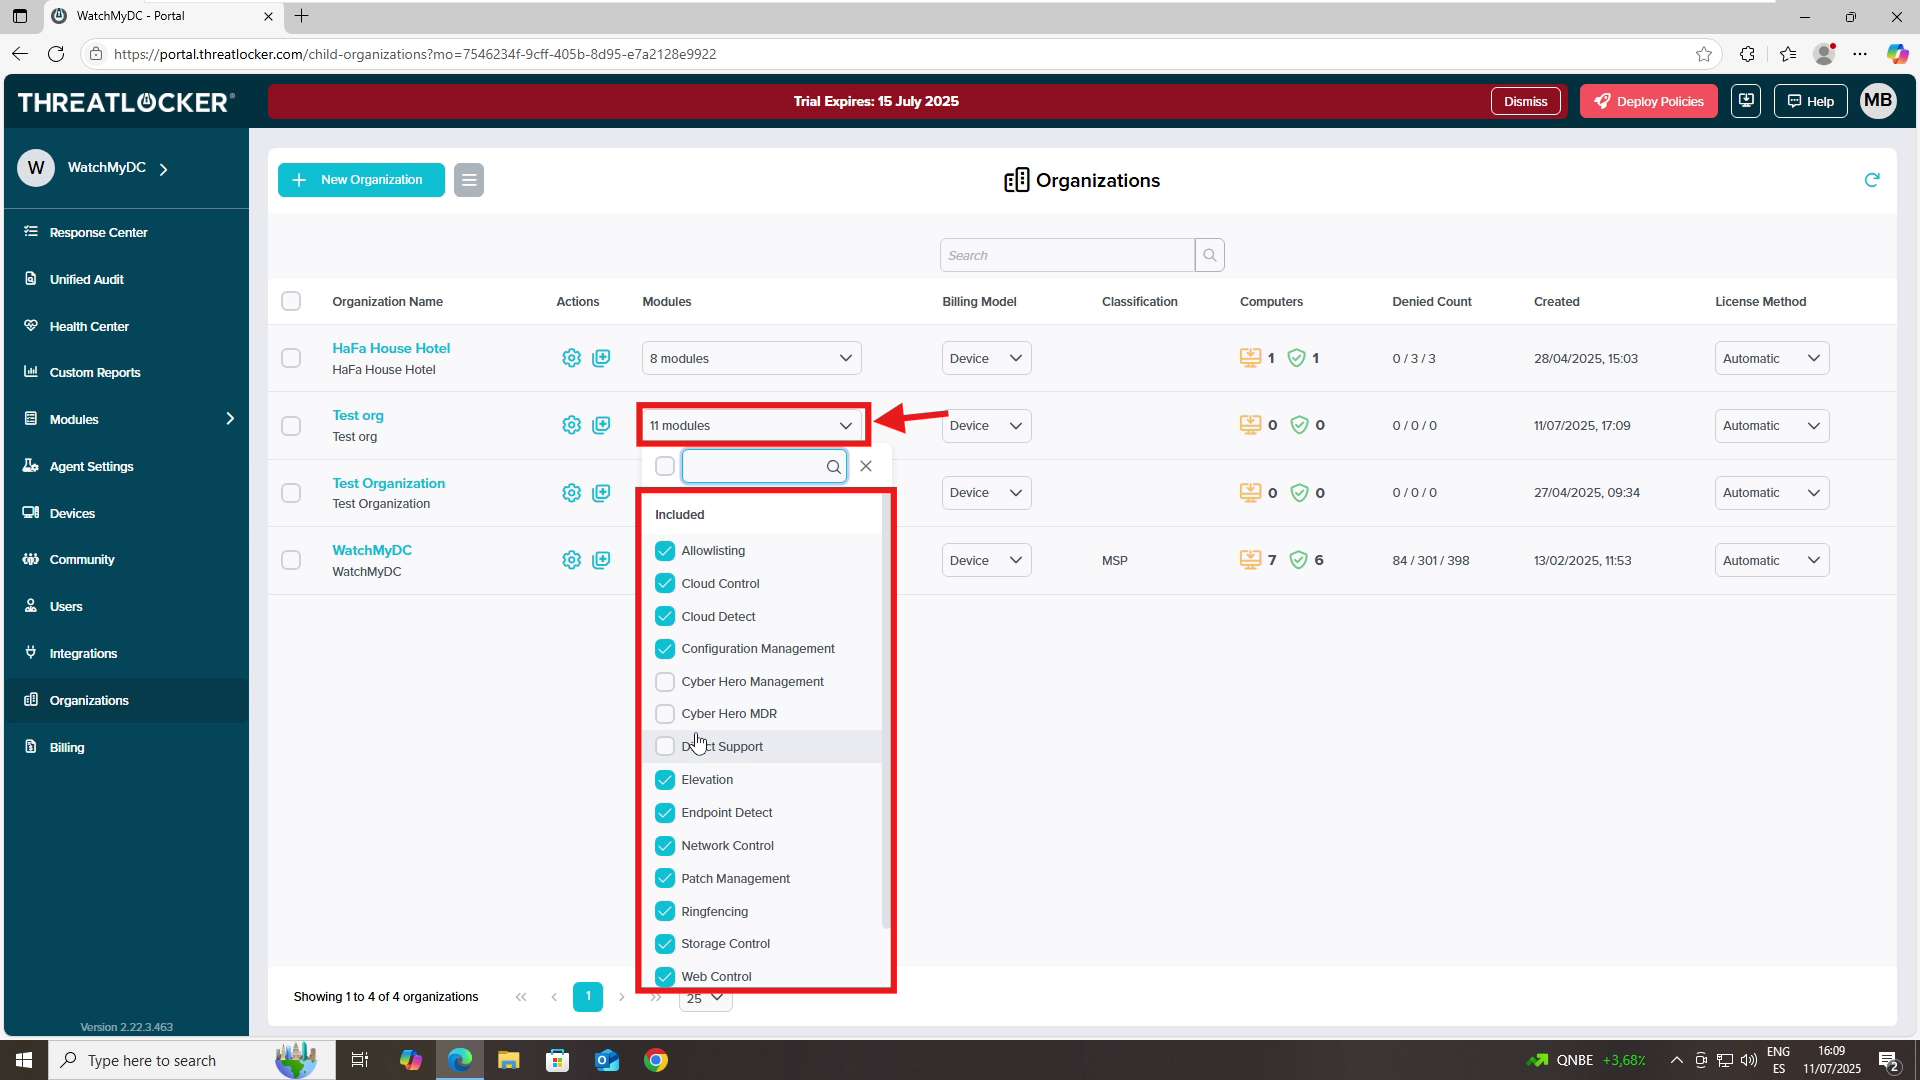 WatchMyDC - Portal
https://portal.threatlocker.com/child-organizations?mo=7546234f-9cff-405b-8d95-e7a2128e9922
THREATLOCKER
Trial Expires: 15 July 2025
Dismiss
Deploy Policies
Help
MB
W WatchMyDC
New Organization
Organizations
Response Center
Unified Audit
Health Center
Custom Reports
Modules
Agent Settings
Devices
Community
Users
Integrations
Organizations
Billing
Version 2.22.3.463
Search
Organization Name Actions Modules Billing Model Classification Computers Denied Count Created License Method
HaFa House Hotel
HaFa House Hotel
8 modules Device 1 1 0 / 3 / 3 28/04/2025, 15:03 Automatic
Test org
Test org
11 modules Device 0 0 0 / 0 / 0 11/07/2025, 17:09 Automatic
Test Organization
Test Organization
Device 0 0 0 / 0 / 0 27/04/2025, 09:34 Automatic
WatchMyDC
WatchMyDC
Device MSP 7 6 84 / 301 / 398 13/02/2025, 11:53 Automatic
Included
Allowlisting
Cloud Control
Cloud Detect
Configuration Management
Cyber Hero Management
Cyber Hero MDR
Support
Elevation
Endpoint Detect
Network Control
Patch Management
Ringfencing
Storage Control
Web Control
Showing 1 to 4 of 4 organizations
1
25
Type here to search
QNBE +3,68%
ENG
ES
16:09
11/07/2025
2